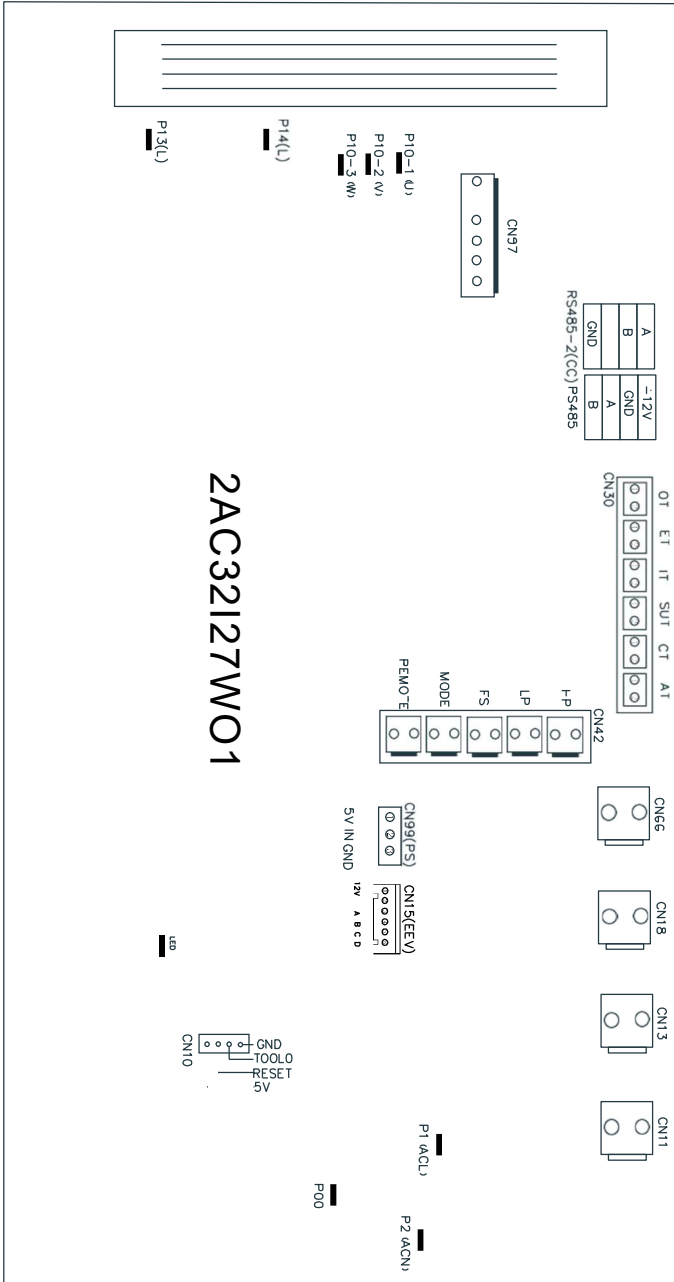 P13(L)
P14(L)
P10-3 (W)
P10-2 (V)
P10-1 (U)
CN97
RS485-2(CC)
A
B
GND
PS485
-12V
GND
A
B
CN30
OT
ET
IT
SUT
CT
AT
2AC32I27WO1
CN42
PEMOTE
MODE
FS
LP
HP
CN66
CN99(PS)
5V IN GND
CN15(EEV)
12V A B C D
CN18
LED
CN13
CN10
GND
TOOLO
RESET
5V
CN11
P1 (ACL)
P00
P2 (ACN)